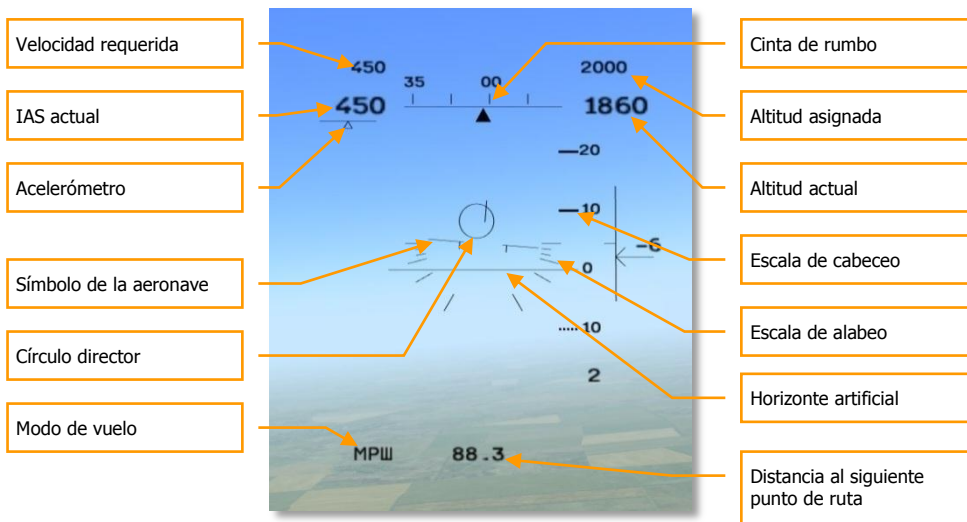 Velocidad requerida
IAS actual
Acelerómetro
Símbolo de la aeronave
Círculo director
Modo de vuelo
450
35 00
2000
450
1860
20
10
-6
0
10
2
МРШ 88.3
Cinta de rumbo
Altitud asignada
Altitud actual
Escala de cabeceo
Escala de alabeo
Horizonte artificial
Distancia al siguiente
punto de ruta